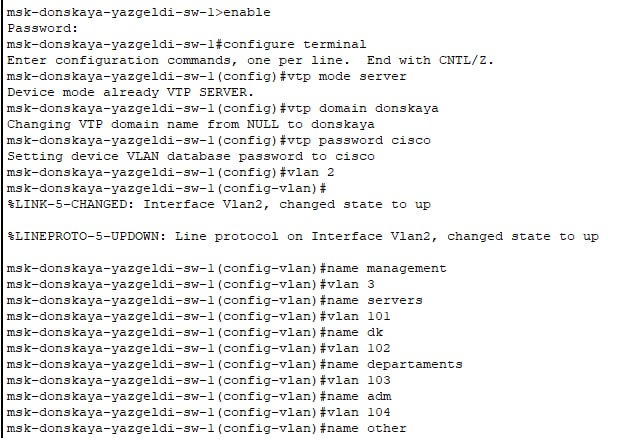 msk-donskaya-yazgeldi-sw-1>enable
Password:
msk-donskaya-yazgeldi-sw-1#configure terminal
Enter configuration commands, one per line.  End with CNTL/Z.
msk-donskaya-yazgeldi-sw-1(config)#vtp mode server
Device mode already VTP SERVER.
msk-donskaya-yazgeldi-sw-1(config)#vtp domain donskaya
Changing VTP domain name from NULL to donskaya
msk-donskaya-yazgeldi-sw-1(config)#vtp password cisco
Setting device VLAN database password to cisco
msk-donskaya-yazgeldi-sw-1(config)#vlan 2
msk-donskaya-yazgeldi-sw-1(config-vlan)#
%LINK-5-CHANGED: Interface Vlan2, changed state to up
%LINEPROTO-5-UPDOWN: Line protocol on Interface Vlan2, changed state to up
msk-donskaya-yazgeldi-sw-1(config-vlan)#name management
msk-donskaya-yazgeldi-sw-1(config-vlan)#vlan 3
msk-donskaya-yazgeldi-sw-1(config-vlan)#name servers
msk-donskaya-yazgeldi-sw-1(config-vlan)#vlan 101
msk-donskaya-yazgeldi-sw-1(config-vlan)#name dk
msk-donskaya-yazgeldi-sw-1(config-vlan)#vlan 102
msk-donskaya-yazgeldi-sw-1(config-vlan)#name departaments
msk-donskaya-yazgeldi-sw-1(config-vlan)#vlan 103
msk-donskaya-yazgeldi-sw-1(config-vlan)#name adm
msk-donskaya-yazgeldi-sw-1(config-vlan)#vlan 104
msk-donskaya-yazgeldi-sw-1(config-vlan)#name other